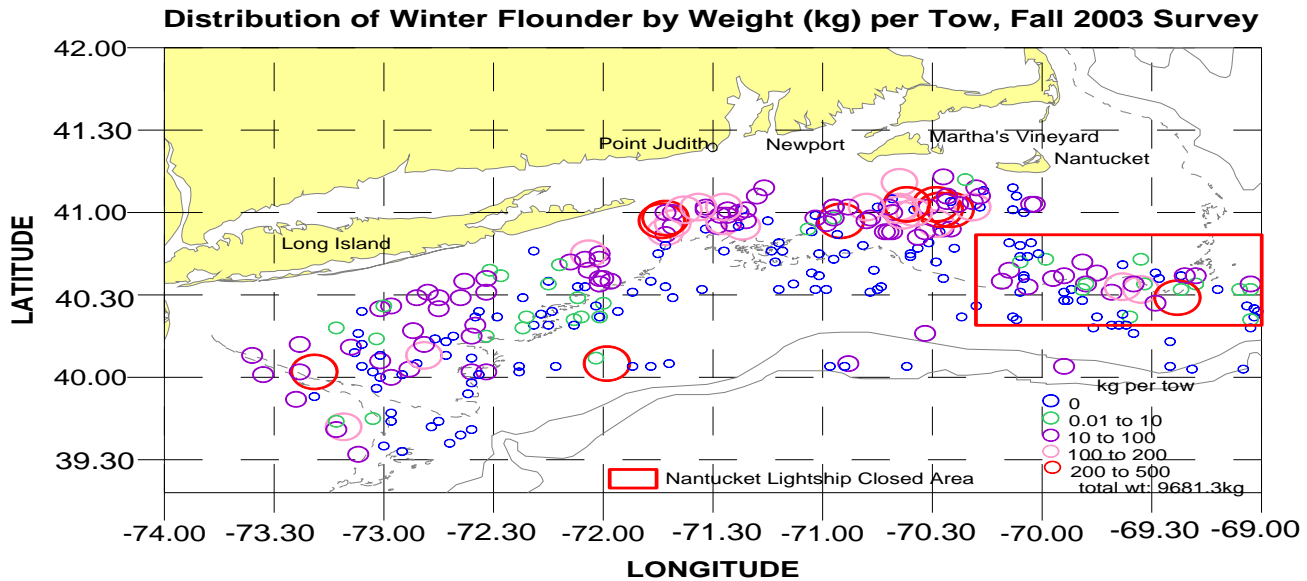 Distribution of Winter Flounder by Weight (kg) per Tow, Fall 2003 Survey
42.00
41.30
Point Judith
Newport
Martha's Vineyard
Nantucket
41.00
Long Island
LATITUDE
40.30
40.00
kg per tow
0
0.01 to 10
10 to 100
100 to 200
200 to 500
total wt: 9681.3kg
39.30
Nantucket Lightship Closed Area
-74.00 -73.30 -73.00 -72.30 -72.00 -71.30 -71.00 -70.30 -70.00 -69.30 -69.00
LONGITUDE